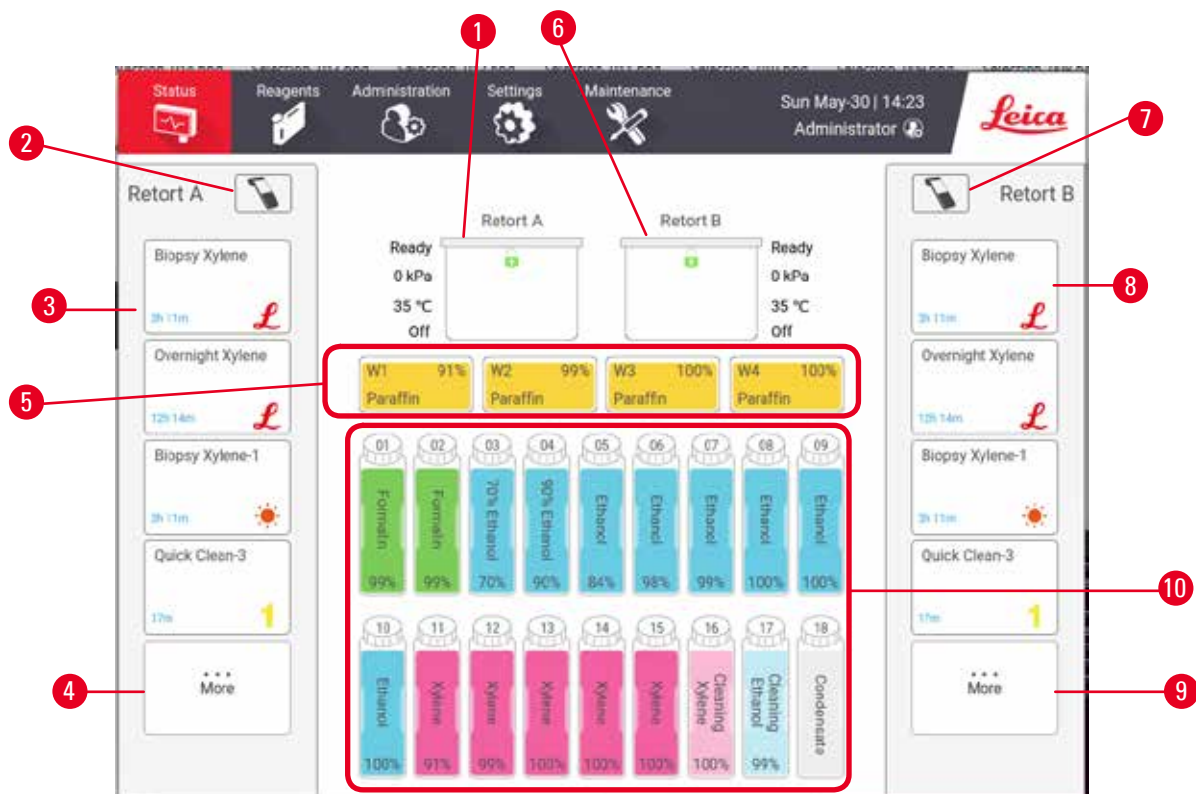 1
6
Status
Reagents
Administration
Settings
Maintenance
Sun May-30 | 14:23
Administrator
Leica
2
7
Retort A
Retort B
Retort A
Retort B
Biopsy Xylene
3h 11m
Overnight Xylene
12h 14m
Biopsy Xylene-1
3h 11m
Quick Clean-3
17m
1
...
More
3
4
5
Ready
0 kPa
35 °C
Off
Ready
0 kPa
35 °C
Off
W1 91%
Paraffin
W2 99%
Paraffin
W3 100%
Paraffin
W4 100%
Paraffin
01 02 03 04 05 06 07 08 09
Formalin
Formalin
70% Ethanol
90% Ethanol
Ethanol
Ethanol
Ethanol
Ethanol
Ethanol
99% 99% 70% 90% 84% 98% 99% 100% 100%
10 11 12 13 14 15 16 17 18
Ethanol
Xylene
Xylene
Xylene
Xylene
Xylene
Cleaning
Xylene
Cleaning
Ethanol
Condensate
100% 91% 99% 100% 100% 100% 100% 99%
Biopsy Xylene
3h 11m
Overnight Xylene
12h 14m
Biopsy Xylene-1
3h 11m
Quick Clean-3
17m
1
...
More
8
10
9